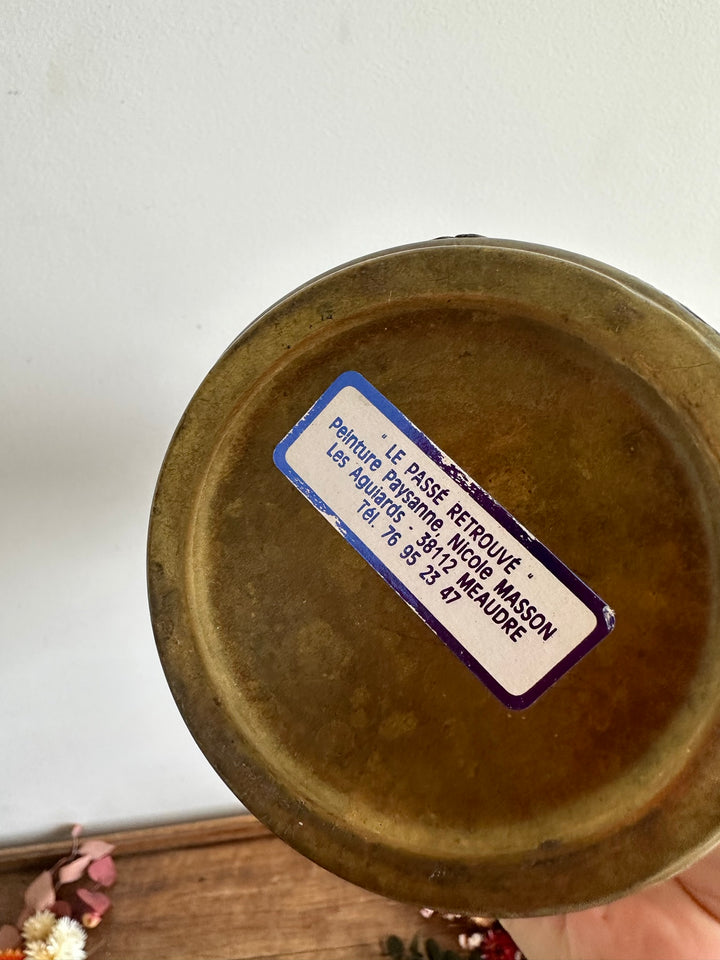 " LE PASSÉ RETROUVÉ "
Peinture Paysanne, Nicole MASSON
Les Aguiards - 38112 MEAUDRE
Tél. 76 95 23 47